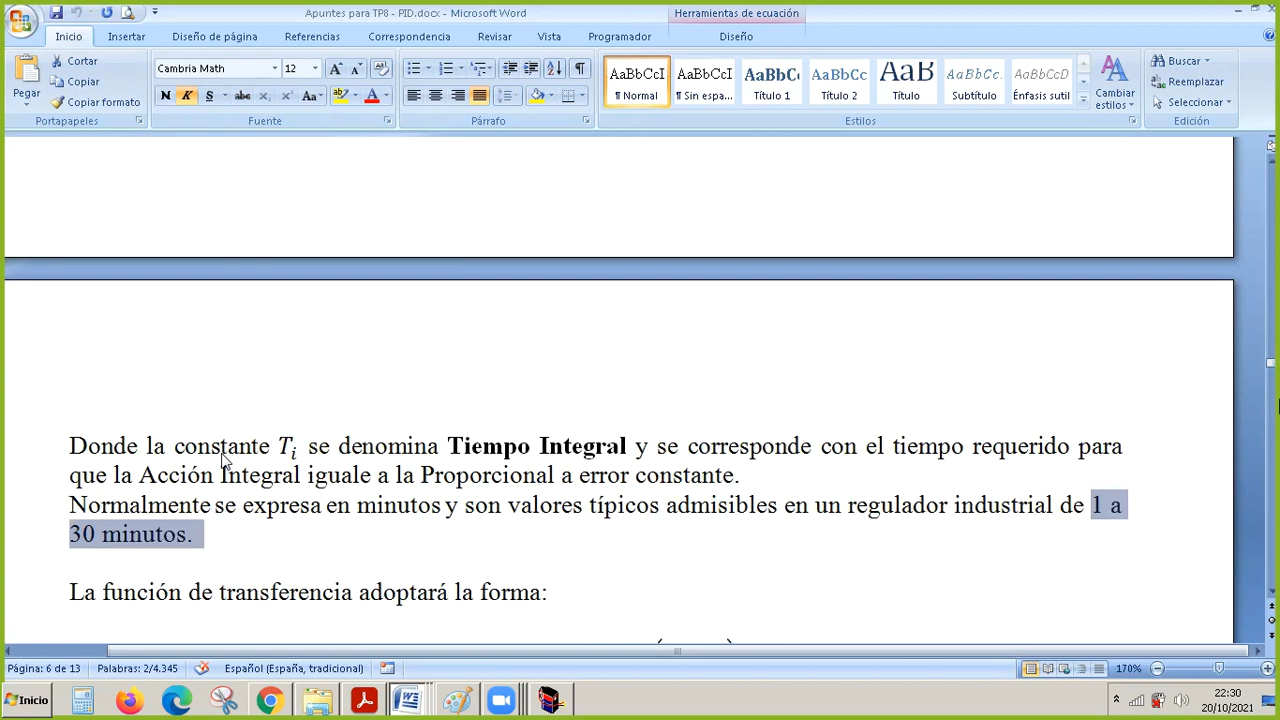 Apuntes para TP8 - PID.docx - Microsoft Word
Herramientas de ecuación
Inicio Insertar Diseño de página Referencias Correspondencia Revisar Vista Programador Diseño
Pegar
Cortar
Copiar
Copiar formato
Portapapeles
Cambria Math 12
N K S abc x₂ x² Aa
Fuente
Párrafo
AaBbCcI AaBbCcI AaBbC AaBbCc AaB AaBbCc. AaBbCcD
¶ Normal ¶ Sin espa... Título 1 Título 2 Título Subtítulo Énfasis sutil
Cambiar
estilos
Estilos
Buscar
Reemplazar
Seleccionar
Edición
Donde la constante Tᵢ se denomina Tiempo Integral y se corresponde con el tiempo requerido para
que la Acción Integral iguale a la Proporcional a error constante.
Normalmente se expresa en minutos y son valores típicos admisibles en un regulador industrial de 1 a
30 minutos.
La función de transferencia adoptará la forma:
Página: 6 de 13 Palabras: 2/4.345 Español (España, tradicional) 170%
Inicio
22:30
20/10/2021